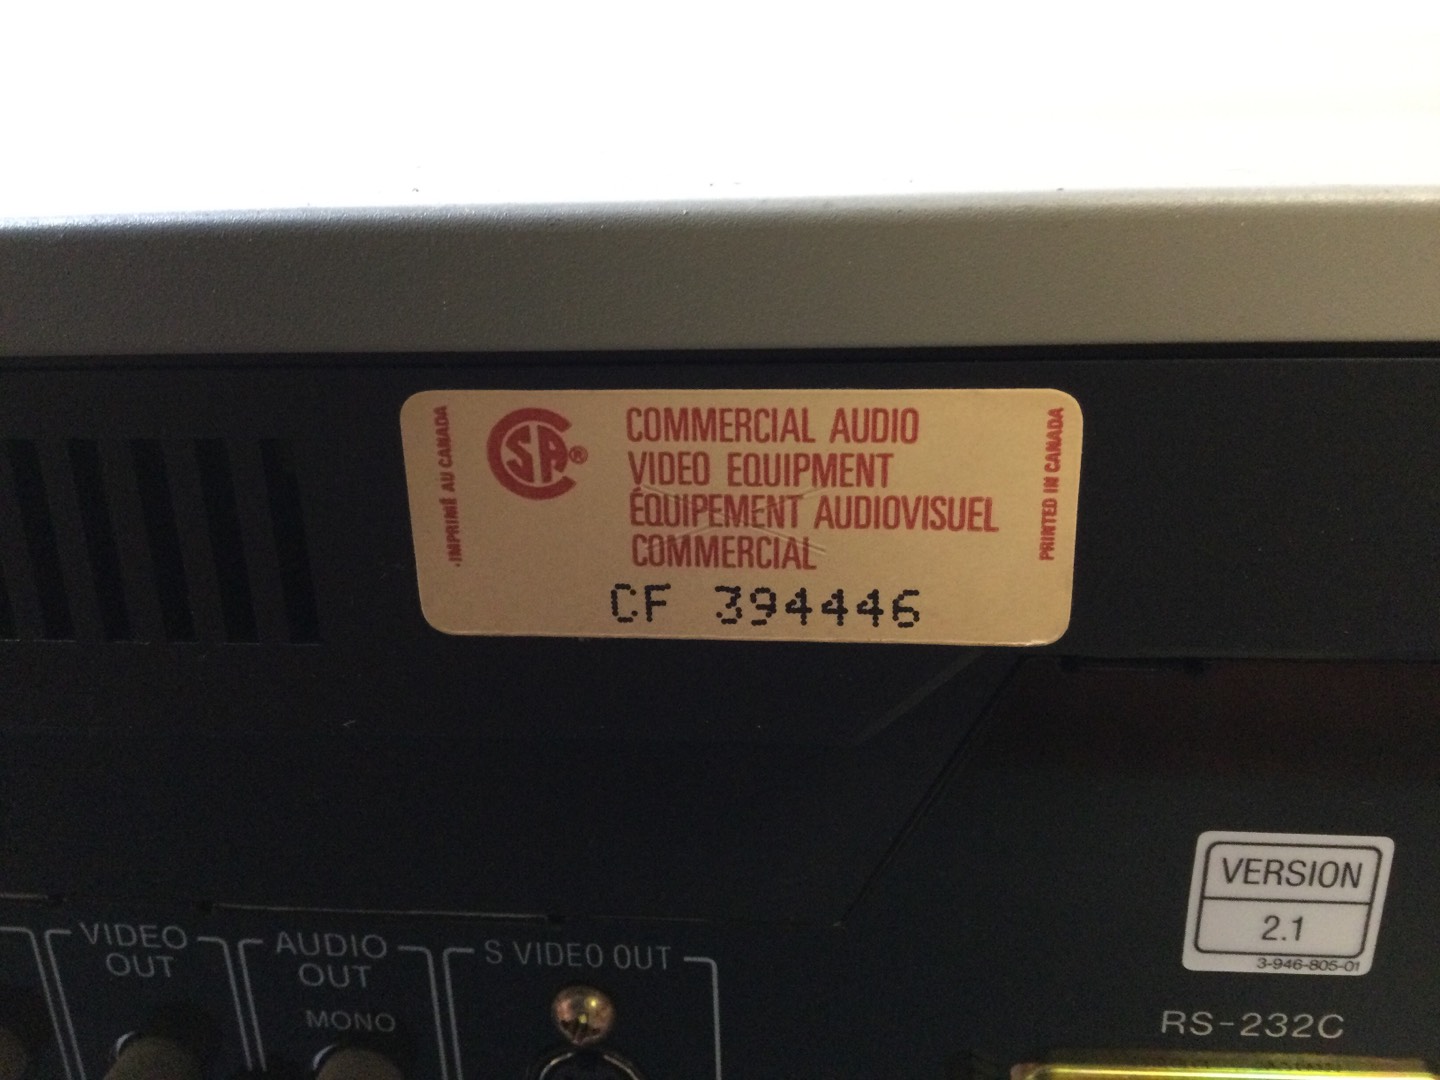 IMPRIMÉ AU CANADA
CSA®
COMMERCIAL AUDIO
VIDEO EQUIPMENT
ÉQUIPEMENT AUDIOVISUEL
COMMERCIAL
CF 394446
PRINTED IN CANADA
VERSION
2.1
3-946-805-01
VIDEO
OUT
AUDIO
OUT
MONO
S VIDEO OUT
RS-232C